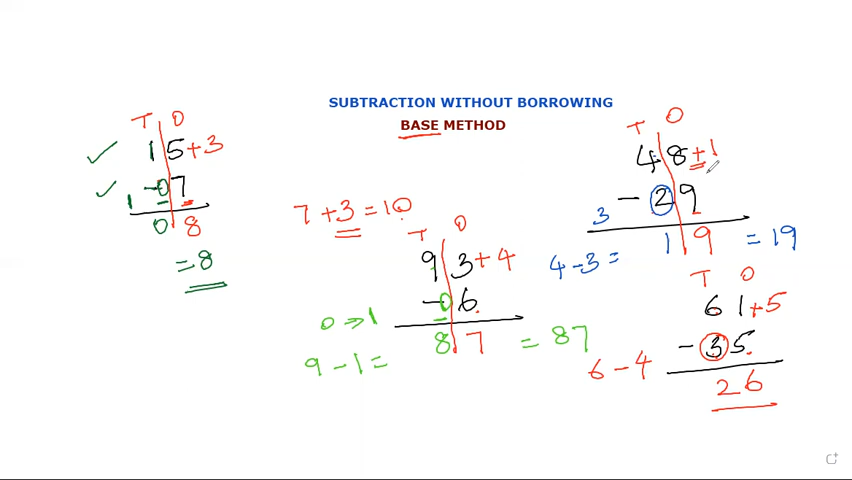 SUBTRACTION WITHOUT BORROWING
BASE METHOD
T O
1 5 + 3
- 0 7
1
0 8
= 8
7 + 3 = 10
T O
9 3 + 4
- 0 6
8 7 = 87
0 ⇒ 1
9 - 1 =
T O
4 8 + 1
- 2 9
3
4 - 3 = 1 9 = 19
T O
6 1 + 5
- 3 5
6 - 4
2 6